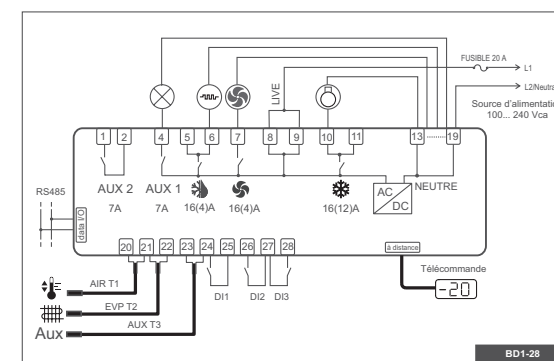 FUSIBLE 20 A
L1
L2/Neutral
LIVE
Source d'alimentation
100... 240 Vca
1 2 4 5 6 7 8 9 10 11 13 19
AUX 2 AUX 1 NEUTRE
AC
DC
7A 7A 16(4)A 16(4)A 16(12)A
RS485
data I/O
20 21 22 23 24 25 26 27 28 à distance
Télécommande
-20
AIR T1
DI1 DI2 DI3
EVP T2
AUX T3
Aux
BD1-28